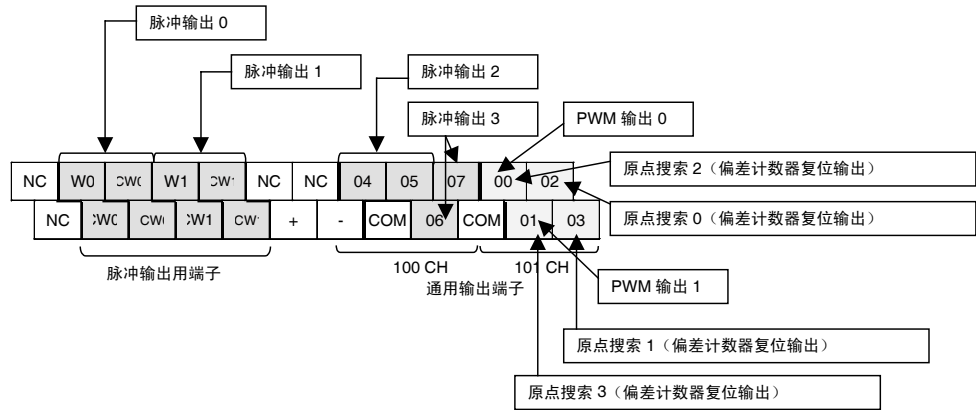 脉冲输出 0
脉冲输出 1
脉冲输出 2
脉冲输出 3
PWM 输出 0
原点搜索 2（偏差计数器复位输出）
NC W0 CW0 W1 CW1 NC NC 04 05 07 00 02
原点搜索 0（偏差计数器复位输出）
NC CW0 CW0 CW1 CW1 + - COM 06 COM 01 03
脉冲输出用端子
100 CH
101 CH
通用输出端子
PWM 输出 1
原点搜索 1（偏差计数器复位输出）
原点搜索 3（偏差计数器复位输出）